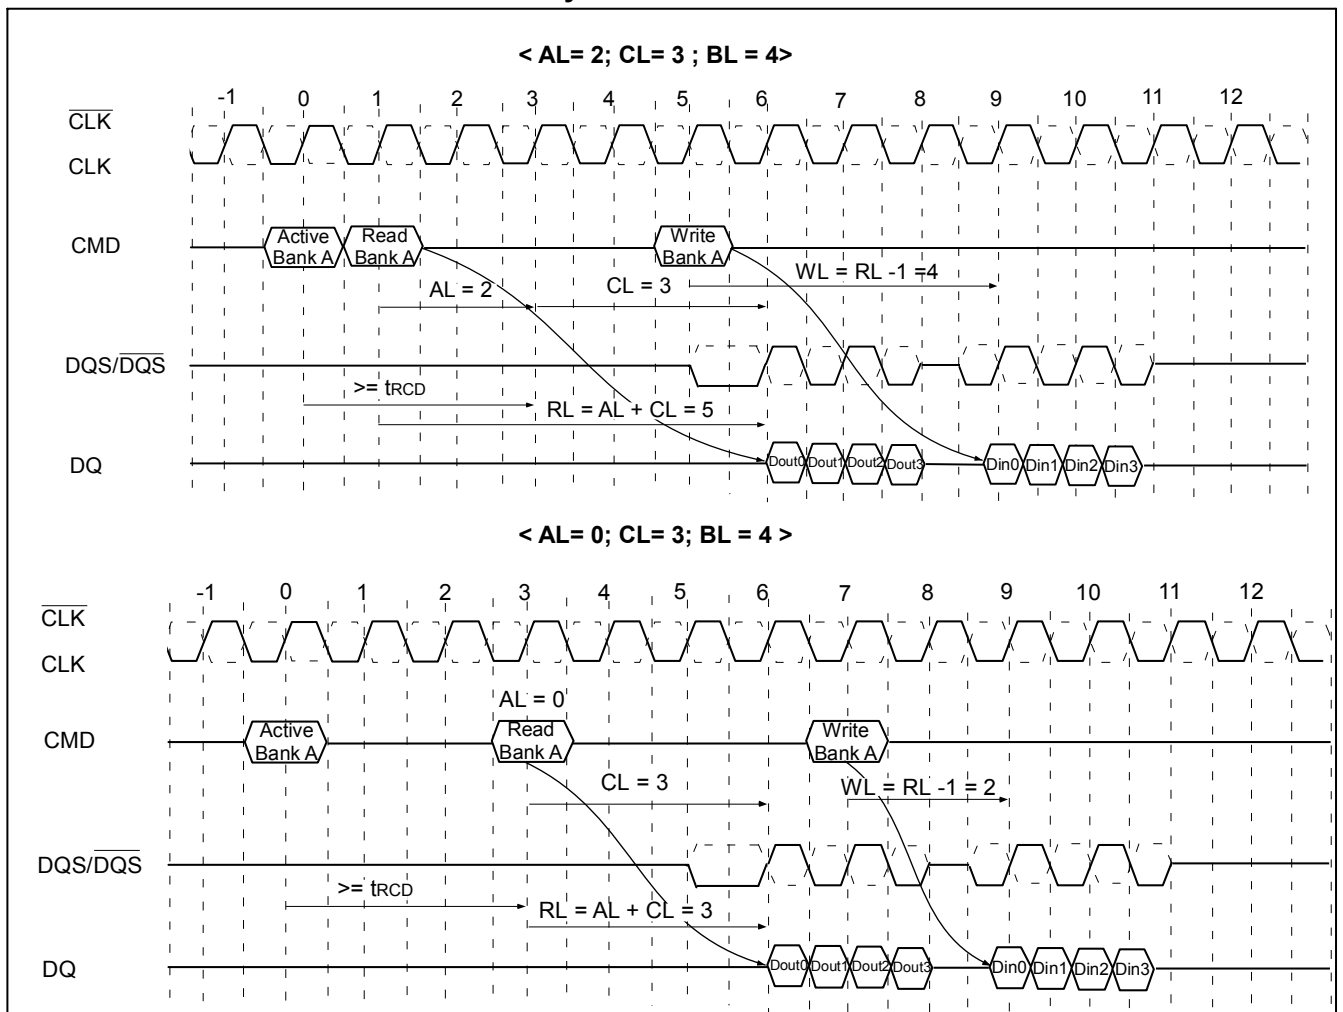 < AL= 2; CL= 3 ; BL = 4>
-1 0 1 2 3 4 5 6 7 8 9 10 11 12
CLK
CLK
CMD
Active Bank A
Read Bank A
Write Bank A
WL = RL -1 =4
AL = 2
CL = 3
DQS/DQS
>= tRCD
RL = AL + CL = 5
DQ
Dout0 Dout1 Dout2 Dout3 Din0 Din1 Din2 Din3
< AL= 0; CL= 3; BL = 4 >
-1 0 1 2 3 4 5 6 7 8 9 10 11 12
CLK
CLK
AL = 0
CMD
Active Bank A
Read Bank A
Write Bank A
CL = 3
WL = RL -1 = 2
DQS/DQS
>= tRCD
RL = AL + CL = 3
DQ
Dout0 Dout1 Dout2 Dout3 Din0 Din1 Din2 Din3